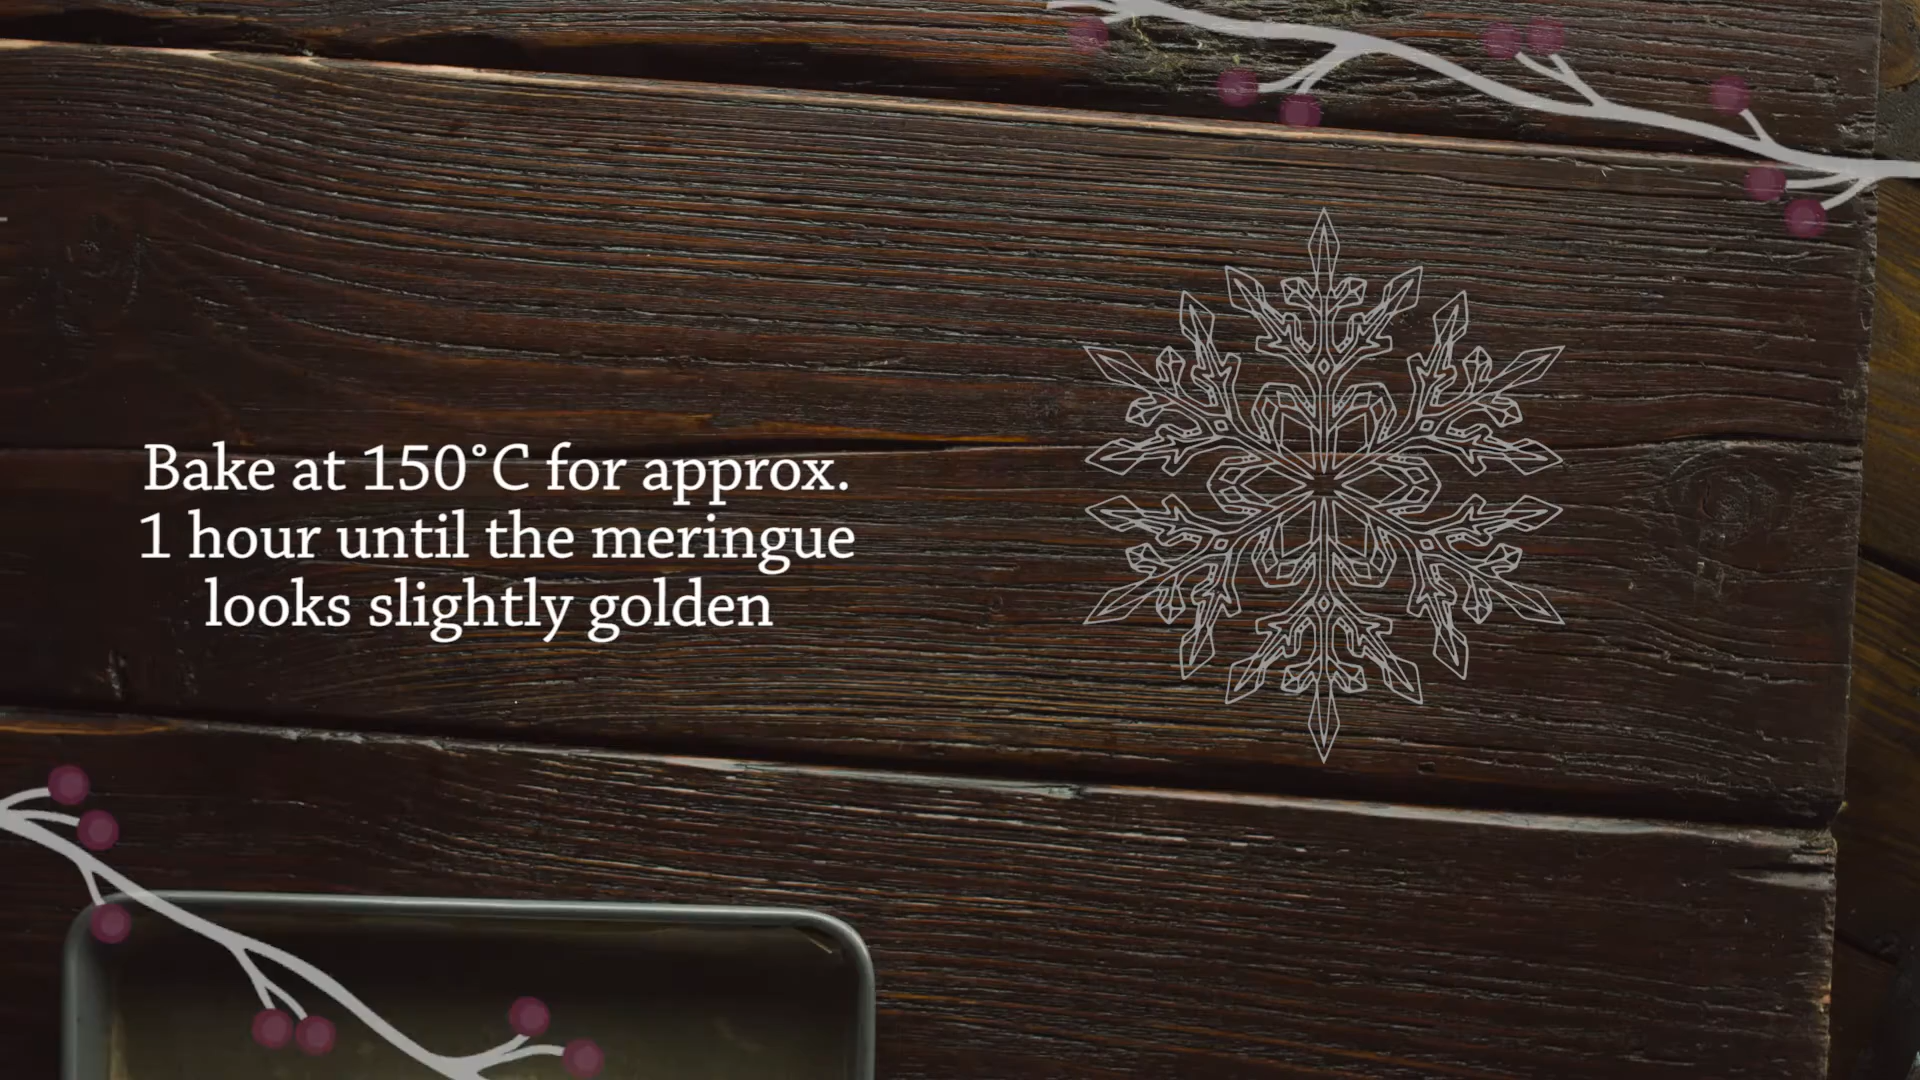 Bake at 150°C for approx.
1 hour until the meringue
looks slightly golden